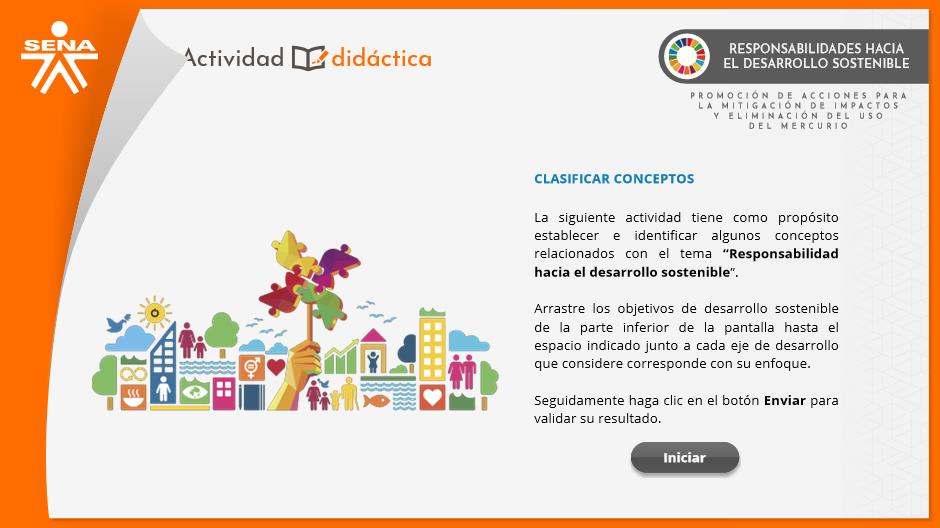 SENA
Actividad didáctica
RESPONSABILIDADES HACIA
EL DESARROLLO SOSTENIBLE
PROMOCIÓN DE ACCIONES PARA
LA MITIGACIÓN DE IMPACTOS
Y ELIMINACIÓN DEL USO
DEL MERCURIO
CLASIFICAR CONCEPTOS
La siguiente actividad tiene como propósito
establecer e identificar algunos conceptos
relacionados con el tema “Responsabilidad
hacia el desarrollo sostenible”.
Arrastre los objetivos de desarrollo sostenible
de la parte inferior de la pantalla hasta el
espacio indicado junto a cada eje de desarrollo
que considere corresponde con su enfoque.
Seguidamente haga clic en el botón Enviar para
validar su resultado.
Iniciar